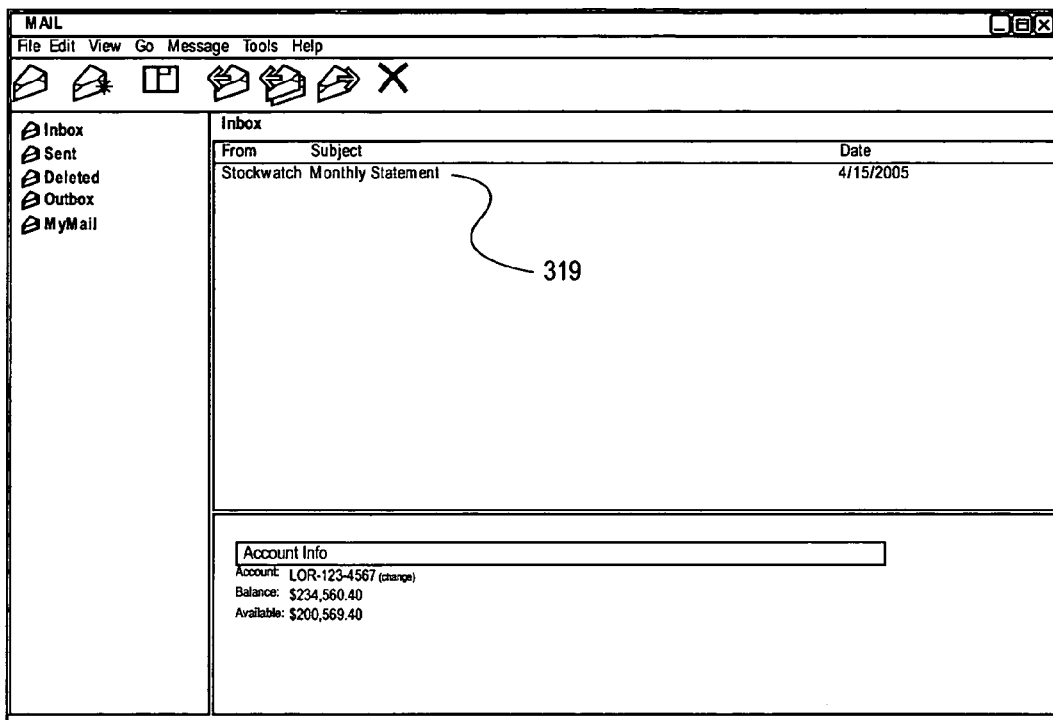 MAIL
File Edit View Go Message Tools Help
Inbox
Sent
Deleted
Outbox
MyMail
Inbox
From Subject Date
Stockwatch Monthly Statement 4/15/2005
319
Account Info
Account: LOR-123-4567 (change)
Balance: $234,560.40
Available: $200,569.40